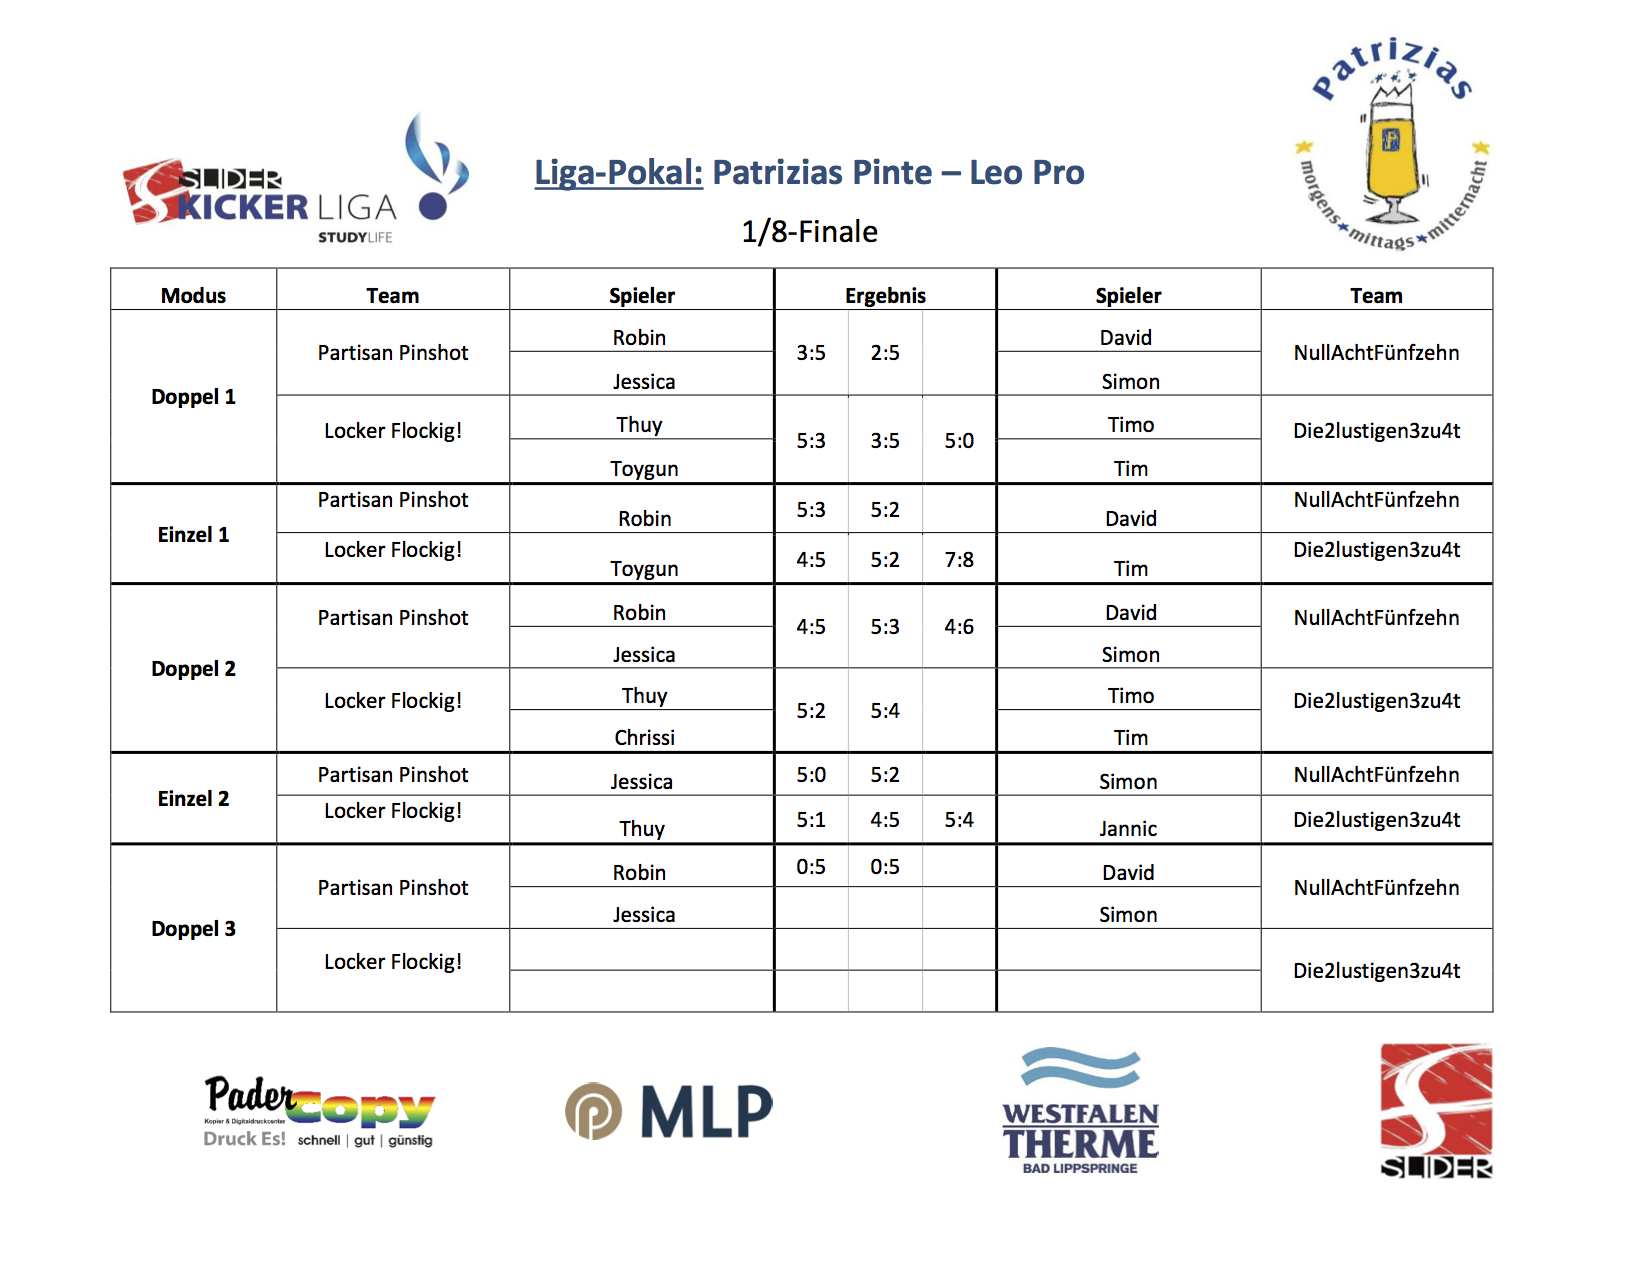 Patrizias
morgens★mittags★mitternacht
SLIDER
KICKER LIGA
STUDYLIFE
Liga-Pokal: Patrizias Pinte – Leo Pro
1/8-Finale
Modus Team Spieler Ergebnis Spieler Team
Doppel 1
Partisan Pinshot Robin 3:5 2:5 David NullAchtFünfzehn
Jessica Simon
Locker Flockig! Thuy 5:3 3:5 5:0 Timo Die2lustigen3zu4t
Toygun Tim
Einzel 1
Partisan Pinshot Robin 5:3 5:2 David NullAchtFünfzehn
Locker Flockig! Toygun 4:5 5:2 7:8 Tim Die2lustigen3zu4t
Doppel 2
Partisan Pinshot Robin 4:5 5:3 4:6 David NullAchtFünfzehn
Jessica Simon
Locker Flockig! Thuy 5:2 5:4 Timo Die2lustigen3zu4t
Chrissi Tim
Einzel 2
Partisan Pinshot Jessica 5:0 5:2 Simon NullAchtFünfzehn
Locker Flockig! Thuy 5:1 4:5 5:4 Jannic Die2lustigen3zu4t
Doppel 3
Partisan Pinshot Robin 0:5 0:5 David NullAchtFünfzehn
Jessica Simon
Locker Flockig! Die2lustigen3zu4t
PaderCopy
Kopier & Digitaldruckcenter
Druck Es! schnell | gut | günstig
MLP
WESTFALEN
THERME
BAD LIPPSPRINGE
SLIDER